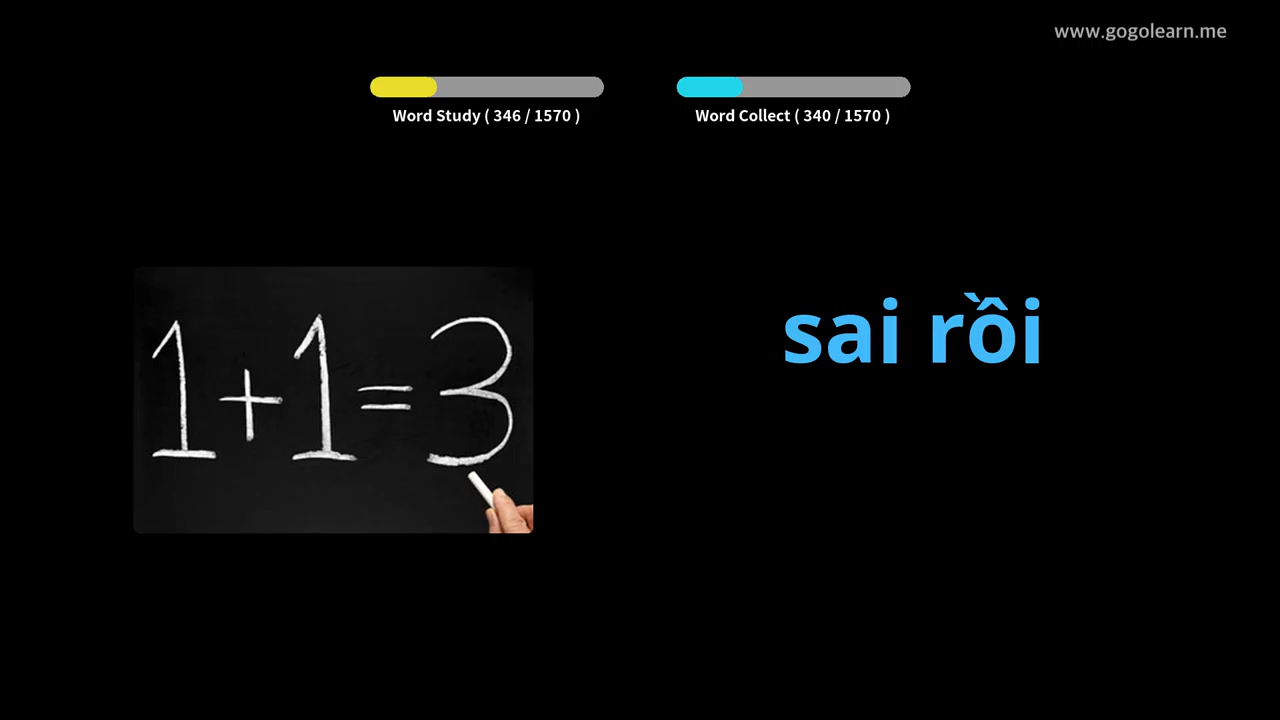 www.gogolearn.me
Word Study ( 346 / 1570 )
Word Collect ( 340 / 1570 )
1+1=3
sai rồi